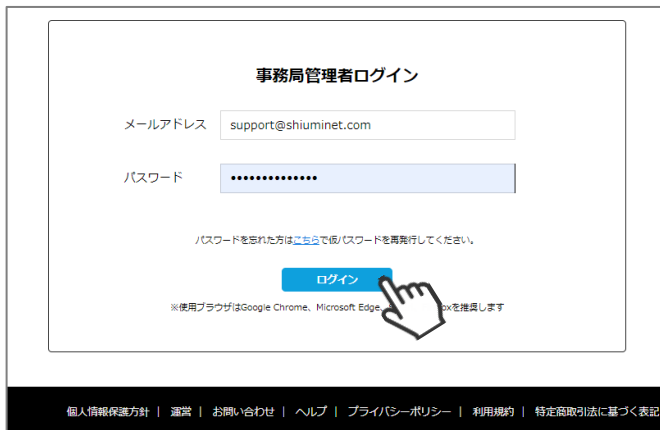 事務局管理者ログイン
メールアドレス support@shiuminet.com
パスワード ••••••••••••••
パスワードを忘れた方はこちらで仮パスワードを再発行してください。
ログイン
※使用ブラウザはGoogle Chrome、Microsoft Edge、 oxを推奨します
個人情報保護方針 | 運営 | お問い合わせ | ヘルプ | プライバシーポリシー | 利用規約 | 特定商取引法に基づく表記